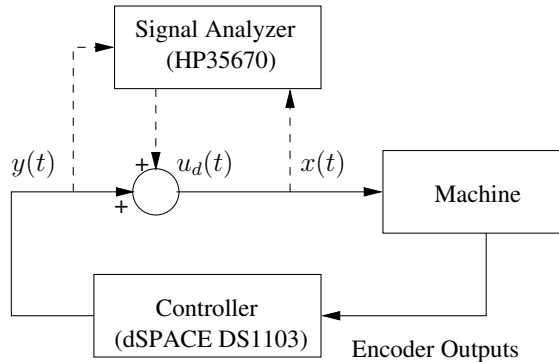 Signal Analyzer
(HP35670)
y(t)
+
u_d(t)
x(t)
+
Machine
Controller
(dSPACE DS1103)
Encoder Outputs